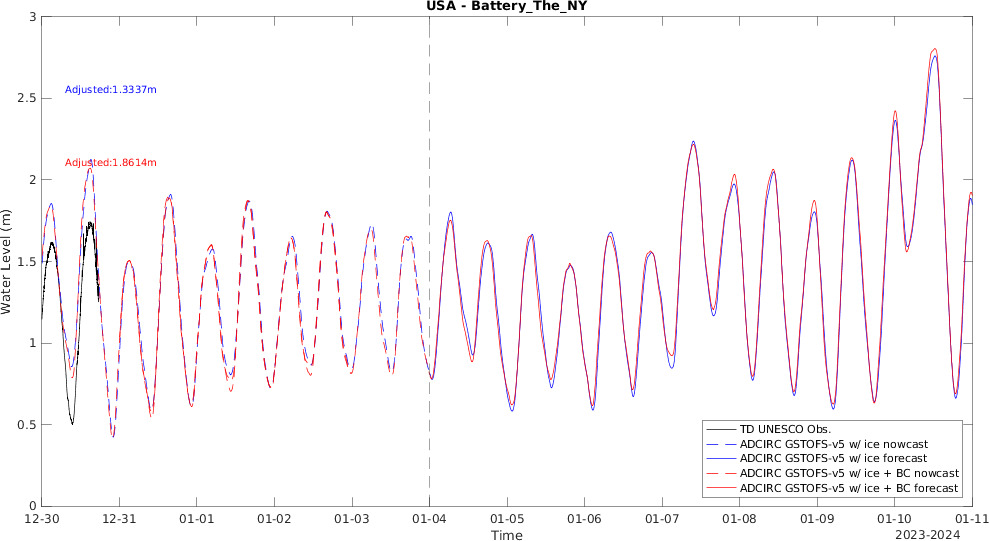 USA - Battery_The_NY
3
2.5
2
1.5
1
0.5
0
Water Level (m)
Adjusted:1.3337m
Adjusted:1.8614m
TD UNESCO Obs.
ADCIRC GSTOFS-v5 w/ ice nowcast
ADCIRC GSTOFS-v5 w/ ice forecast
ADCIRC GSTOFS-v5 w/ ice + BC nowcast
ADCIRC GSTOFS-v5 w/ ice + BC forecast
12-30 12-31 01-01 01-02 01-03 01-04 01-05 01-06 01-07 01-08 01-09 01-10 01-11
Time
2023-2024